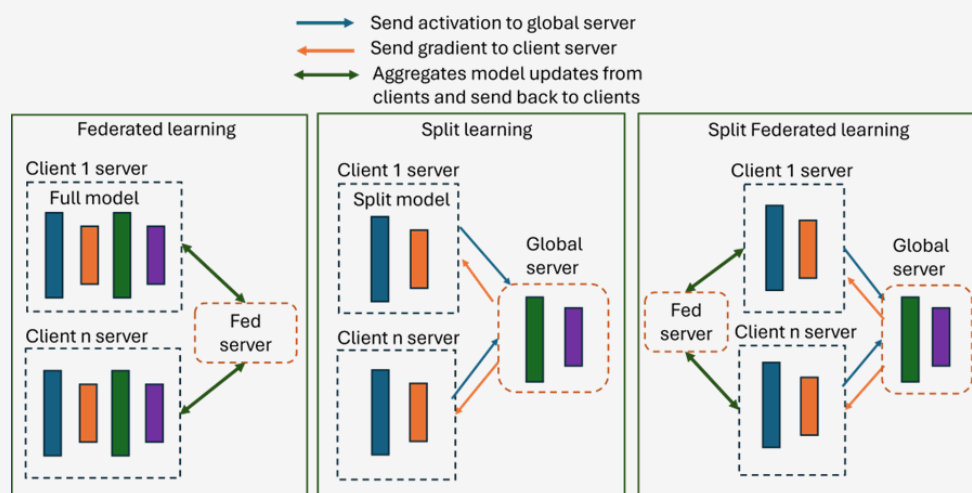 Send activation to global server
Send gradient to client server
Aggregates model updates from
clients and send back to clients
Federated learning
Client 1 server
Full model
Client n server
Fed
server
Split learning
Client 1 server
Split model
Client n server
Global
server
Split Federated learning
Client 1 server
Global
server
Fed
server
Client n server